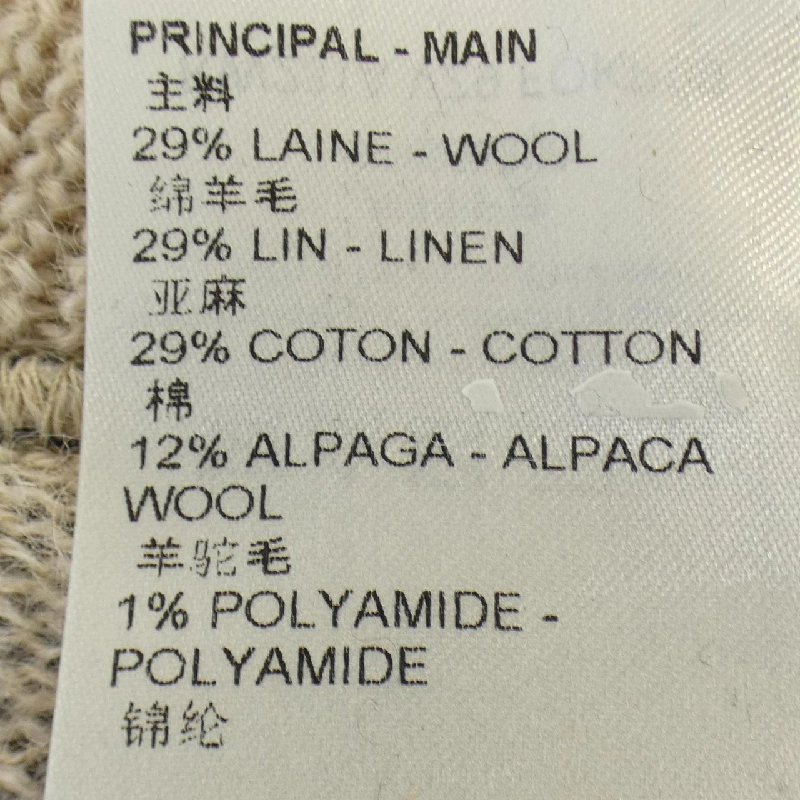 PRINCIPAL - MAIN
主料
29% LAINE - WOOL
绵羊毛
29% LIN - LINEN
亚麻
29% COTON - COTTON
棉
12% ALPAGA - ALPACA
WOOL
羊驼毛
1% POLYAMIDE -
POLYAMIDE
锦纶